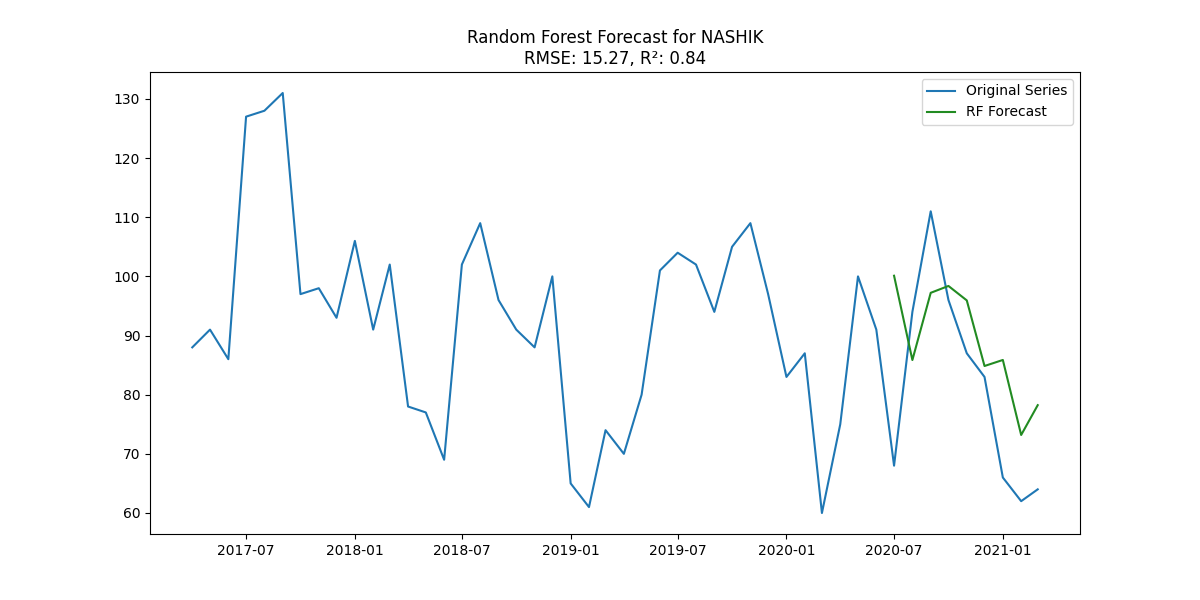 Random Forest Forecast for NASHIK
RMSE: 15.27, R²: 0.84
Original Series
RF Forecast
130
120
110
100
90
80
70
60
2017-07 2018-01 2018-07 2019-01 2019-07 2020-01 2020-07 2021-01